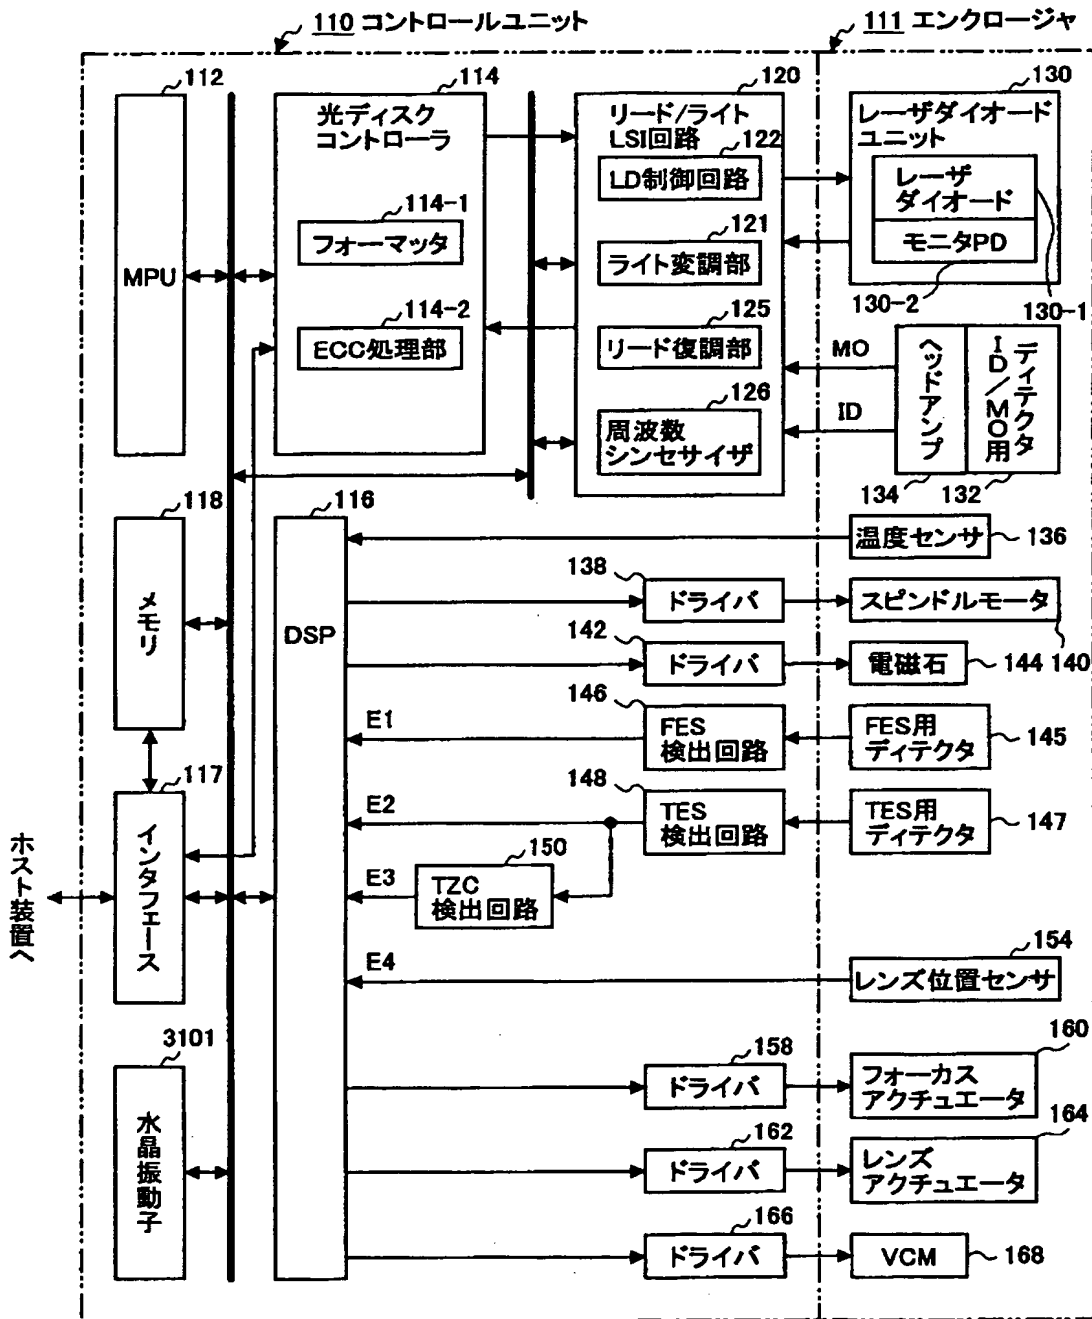 110 コントロールユニット
111 エンクロージャ
112
MPU
114
光ディスク
コントローラ
114-1
フォーマッタ
114-2
ECC処理部
120
リード/ライト
LSI回路
122
LD制御回路
121
ライト変調部
125
リード復調部
126
周波数
シンセサイザ
130
レーザダイオード
ユニット
レーザ
ダイオード
モニタPD
130-2
130-1
MO
ID
ヘッドアンプ
ID/MO用
ディテクタ
134
132
118
メモリ
116
DSP
温度センサ
136
138
ドライバ
スピンドルモータ
140
142
ドライバ
電磁石
144
E1
146
FES
検出回路
FES用
ディテクタ
145
117
インタフェース
ホスト装置へ
E2
148
TES
検出回路
TES用
ディテクタ
147
E3
150
TZC
検出回路
E4
154
レンズ位置センサ
3101
水晶振動子
158
ドライバ
160
フォーカス
アクチュエータ
162
ドライバ
164
レンズ
アクチュエータ
166
ドライバ
VCM
168